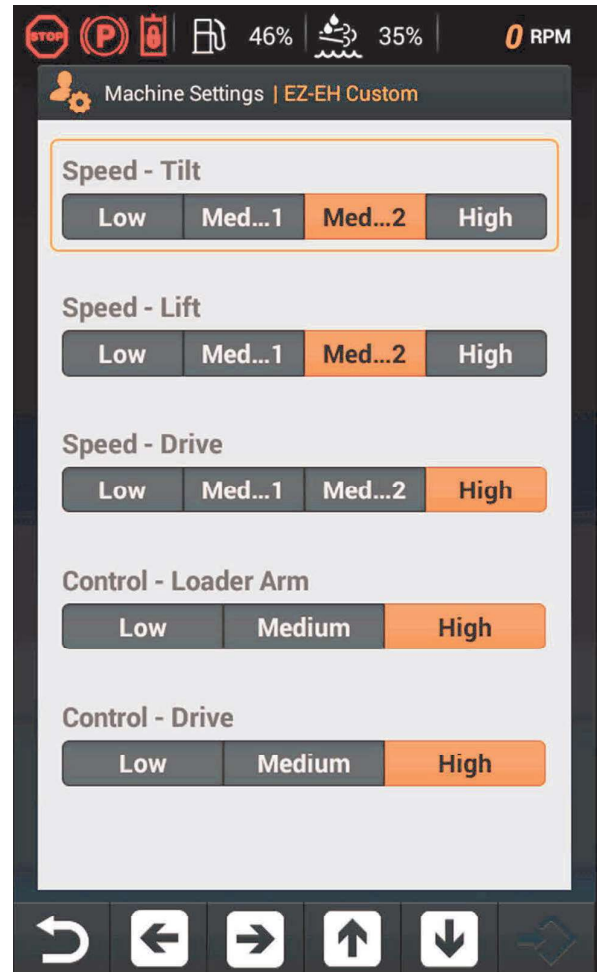 STOP P 46% 35% 0 RPM
Machine Settings | EZ-EH Custom
Speed - Tilt
Low Med...1 Med...2 High
Speed - Lift
Low Med...1 Med...2 High
Speed - Drive
Low Med...1 Med...2 High
Control - Loader Arm
Low Medium High
Control - Drive
Low Medium High